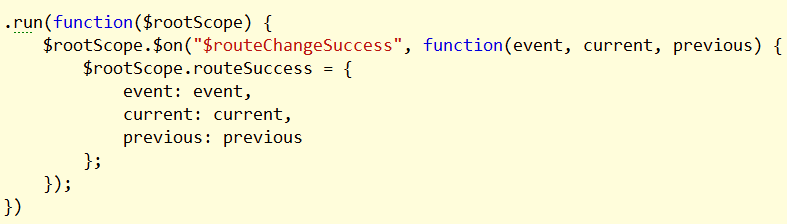 .run(function($rootScope) {
    $rootScope.$on("$routeChangeSuccess", function(event, current, previous) {
        $rootScope.routeSuccess = {
            event: event,
            current: current,
            previous: previous
        };
    });
})